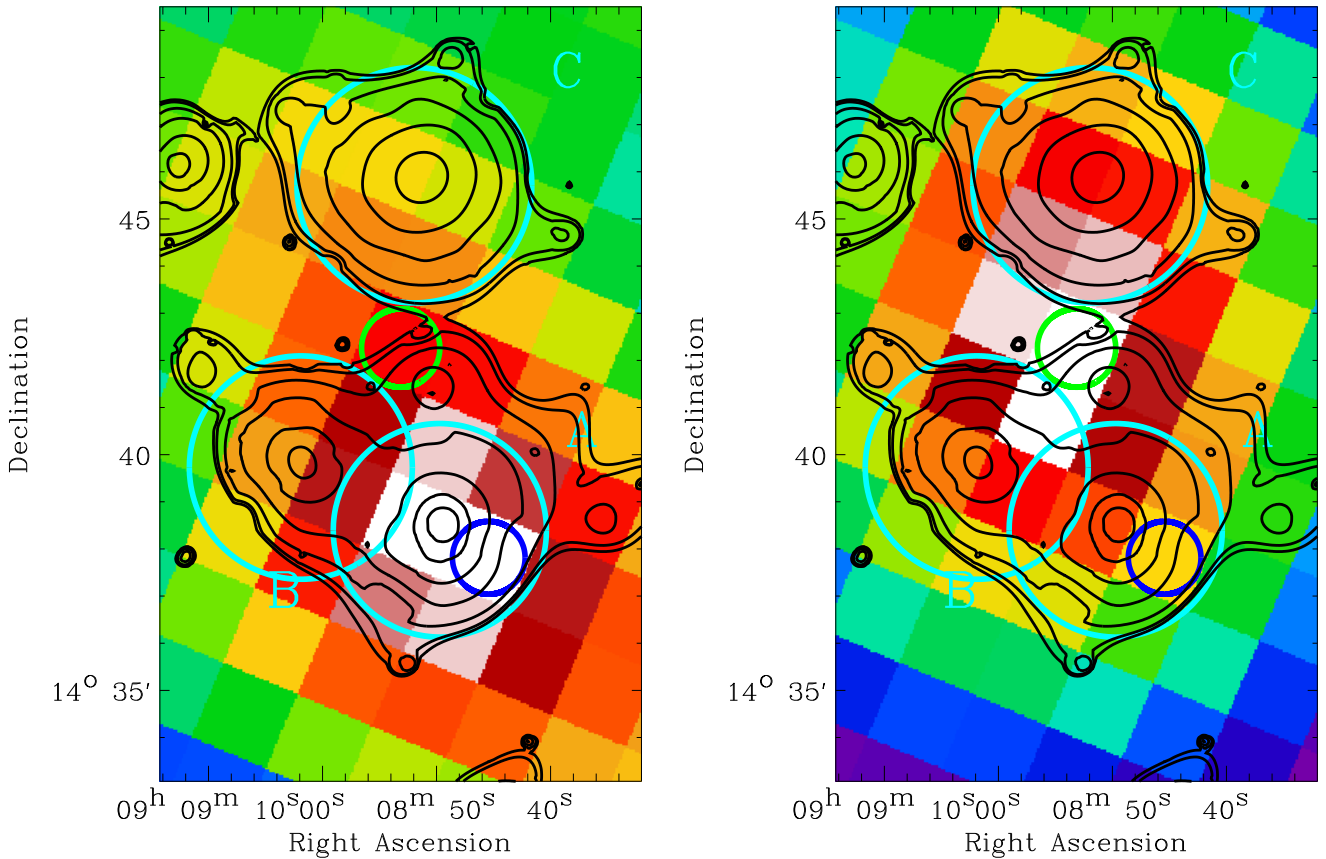 C
C
45
45
A
A
40
40
B
B
14° 35′
14° 35′
09ʰ 09ᵐ 10ˢ 00ˢ 08ᵐ 50ˢ 40ˢ
09ʰ 09ᵐ 10ˢ 00ˢ 08ᵐ 50ˢ 40ˢ
Right Ascension
Right Ascension
Declination
Declination